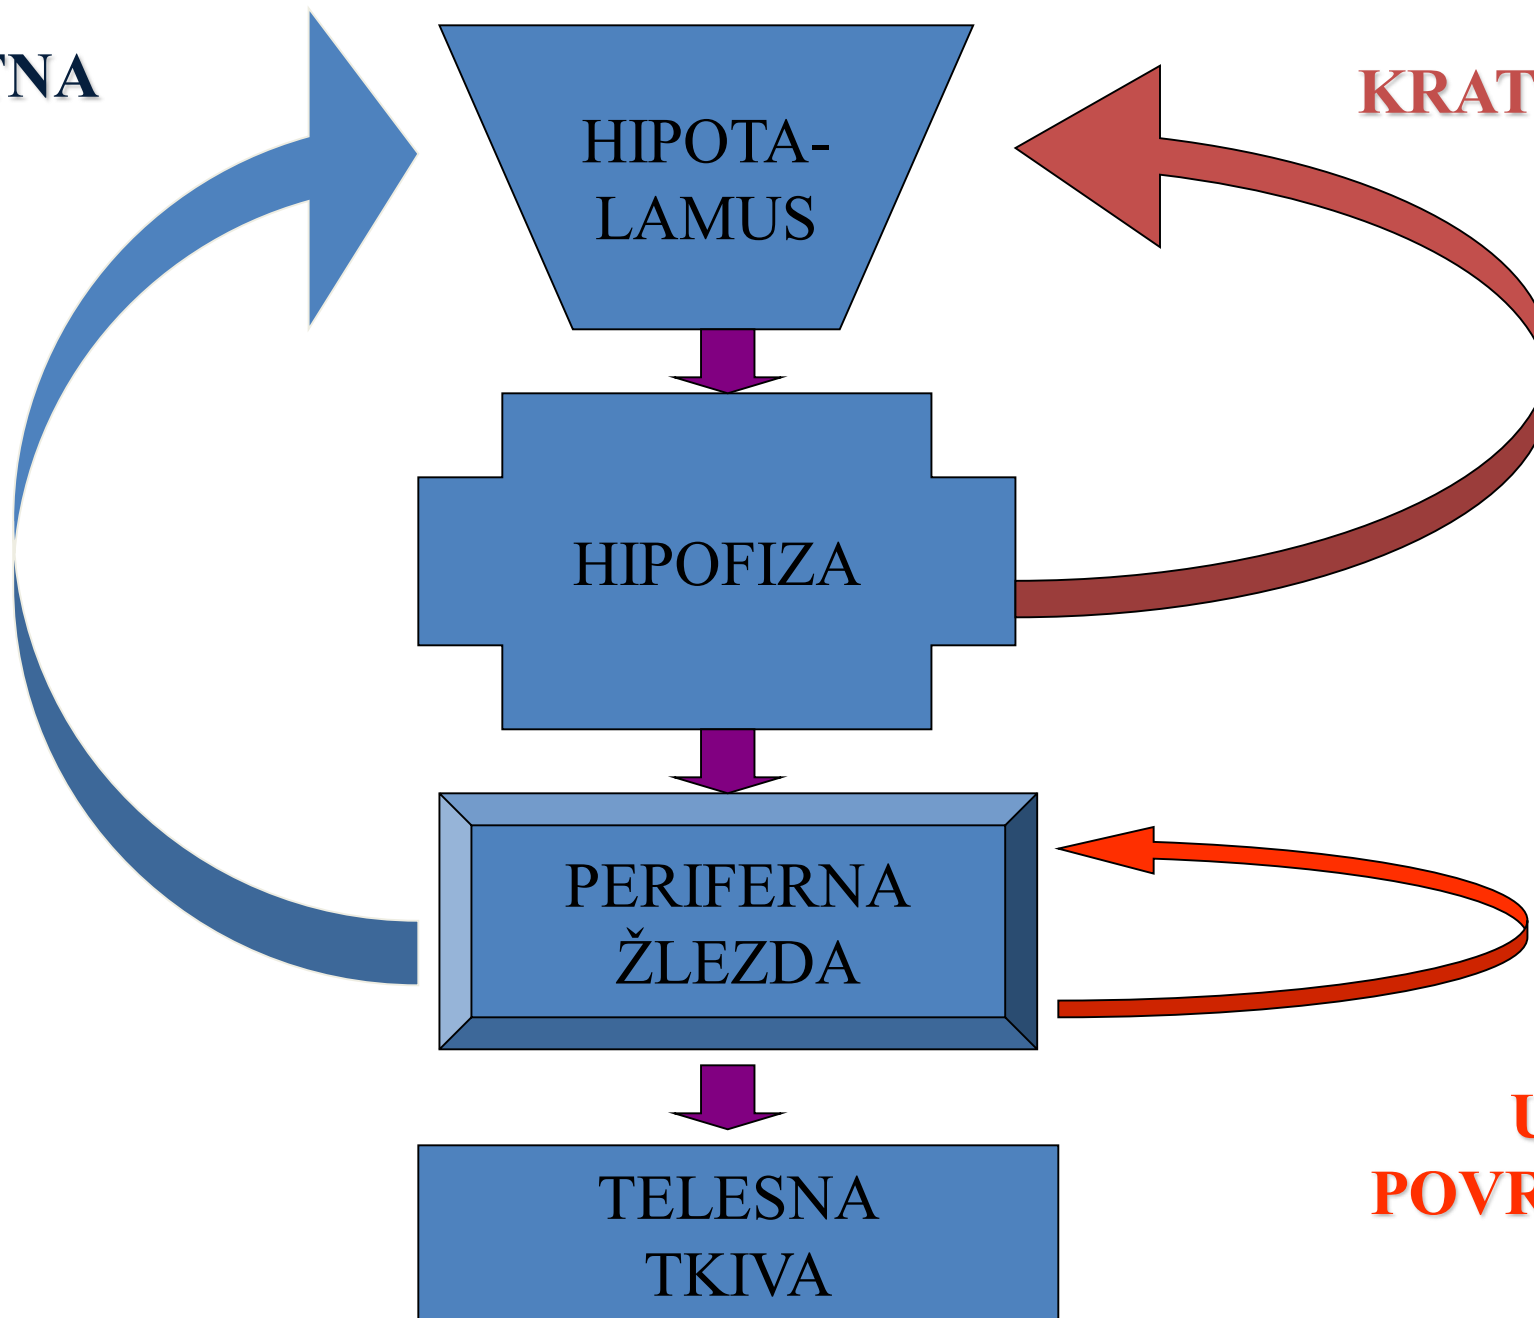 TNA
KRAT
HIPOTA-
LAMUS
HIPOFIZA
PERIFERNA
ŽLEZDA
U
POVR
TELESNA
TKIVA